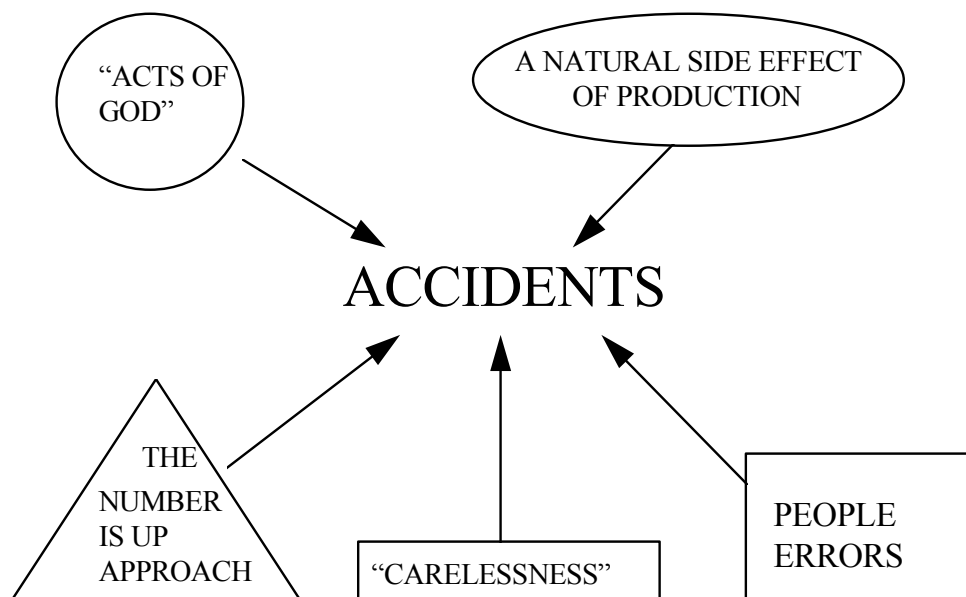 “ACTS OF
GOD”
A NATURAL SIDE EFFECT
OF PRODUCTION
ACCIDENTS
THE
NUMBER
IS UP
APPROACH
“CARELESSNESS”
PEOPLE
ERRORS